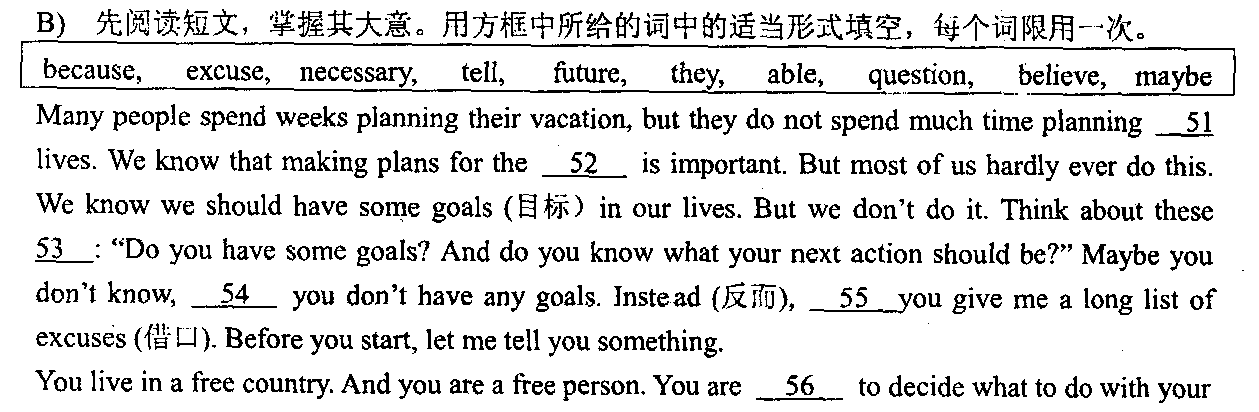 B) 先阅读短文，掌握其大意。用方框中所给的词中的适当形式填空，每个词限用一次。
because, excuse, necessary, tell, future, they, able, question, believe, maybe
Many people spend weeks planning their vacation, but they do not spend much time planning __51
lives. We know that making plans for the __52__ is important. But most of us hardly ever do this.
We know we should have some goals (目标) in our lives. But we don't do it. Think about these
53__: "Do you have some goals? And do you know what your next action should be?" Maybe you
don't know, __54__ you don't have any goals. Instead (反而), __55__you give me a long list of
excuses (借口). Before you start, let me tell you something.
You live in a free country. And you are a free person. You are __56__ to decide what to do with your